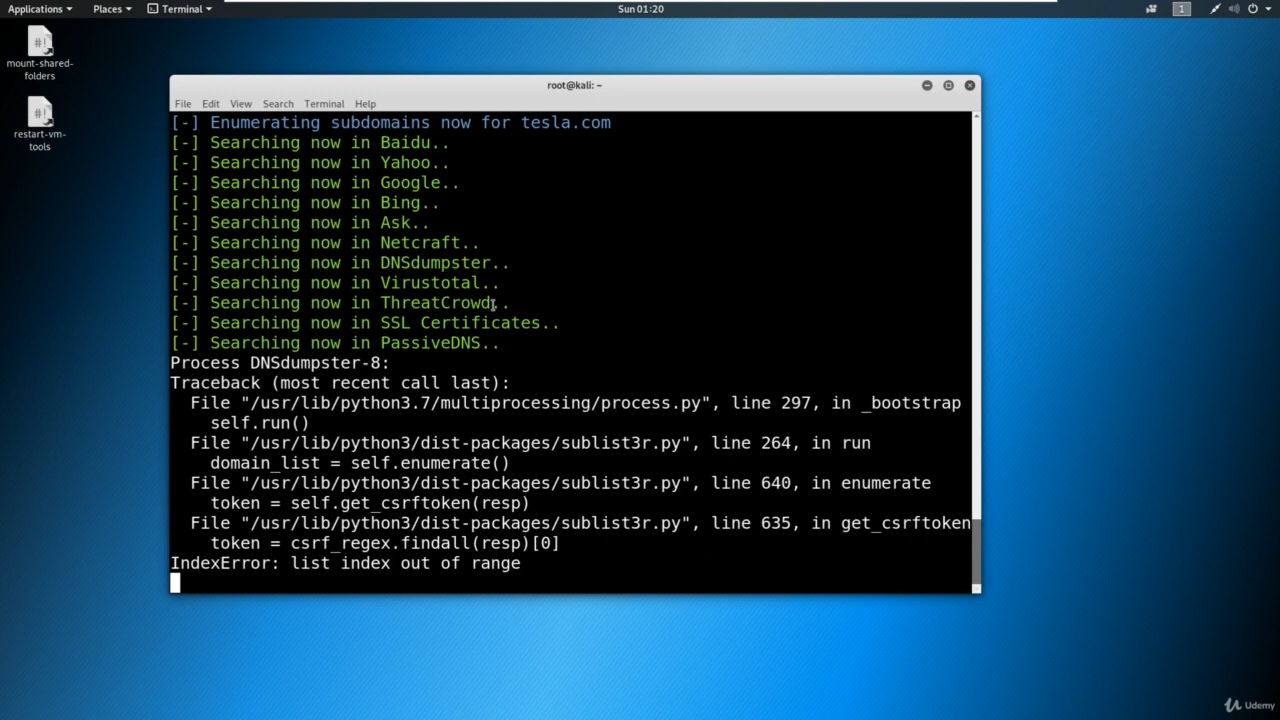 Applications
Places
Terminal
Sun 01:20
1
mount-shared-
folders
restart-vm-
tools
root@kali: ~
File Edit View Search Terminal Help
[-] Enumerating subdomains now for tesla.com
[-] Searching now in Baidu..
[-] Searching now in Yahoo..
[-] Searching now in Google..
[-] Searching now in Bing..
[-] Searching now in Ask..
[-] Searching now in Netcraft..
[-] Searching now in DNSdumpster..
[-] Searching now in Virustotal..
[-] Searching now in ThreatCrowd..
[-] Searching now in SSL Certificates..
[-] Searching now in PassiveDNS..
Process DNSdumpster-8:
Traceback (most recent call last):
  File "/usr/lib/python3.7/multiprocessing/process.py", line 297, in _bootstrap
    self.run()
  File "/usr/lib/python3/dist-packages/sublist3r.py", line 264, in run
    domain_list = self.enumerate()
  File "/usr/lib/python3/dist-packages/sublist3r.py", line 640, in enumerate
    token = self.get_csrftoken(resp)
  File "/usr/lib/python3/dist-packages/sublist3r.py", line 635, in get_csrftoken
    token = csrf_regex.findall(resp)[0]
IndexError: list index out of range
Udemy